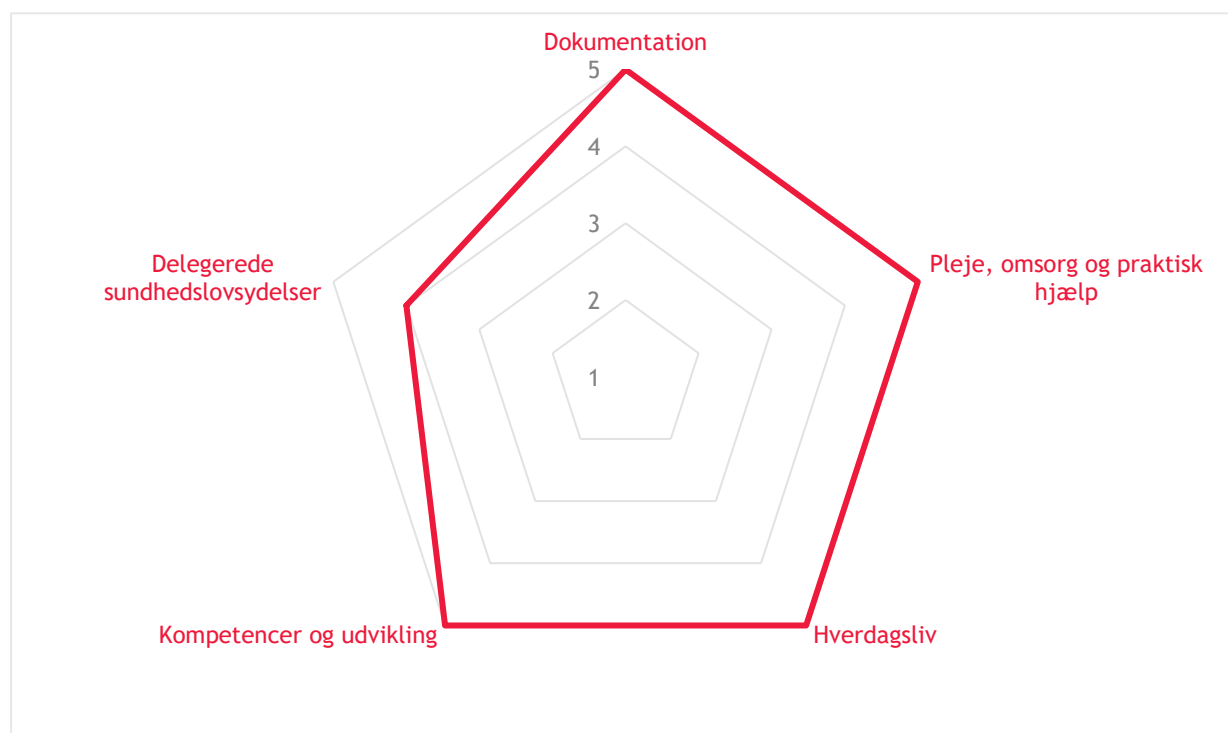 Dokumentation
5
4
3
2
1
Pleje, omsorg og praktisk
hjælp
Hverdagsliv
Kompetencer og udvikling
Delegerede
sundhedslovsydelser